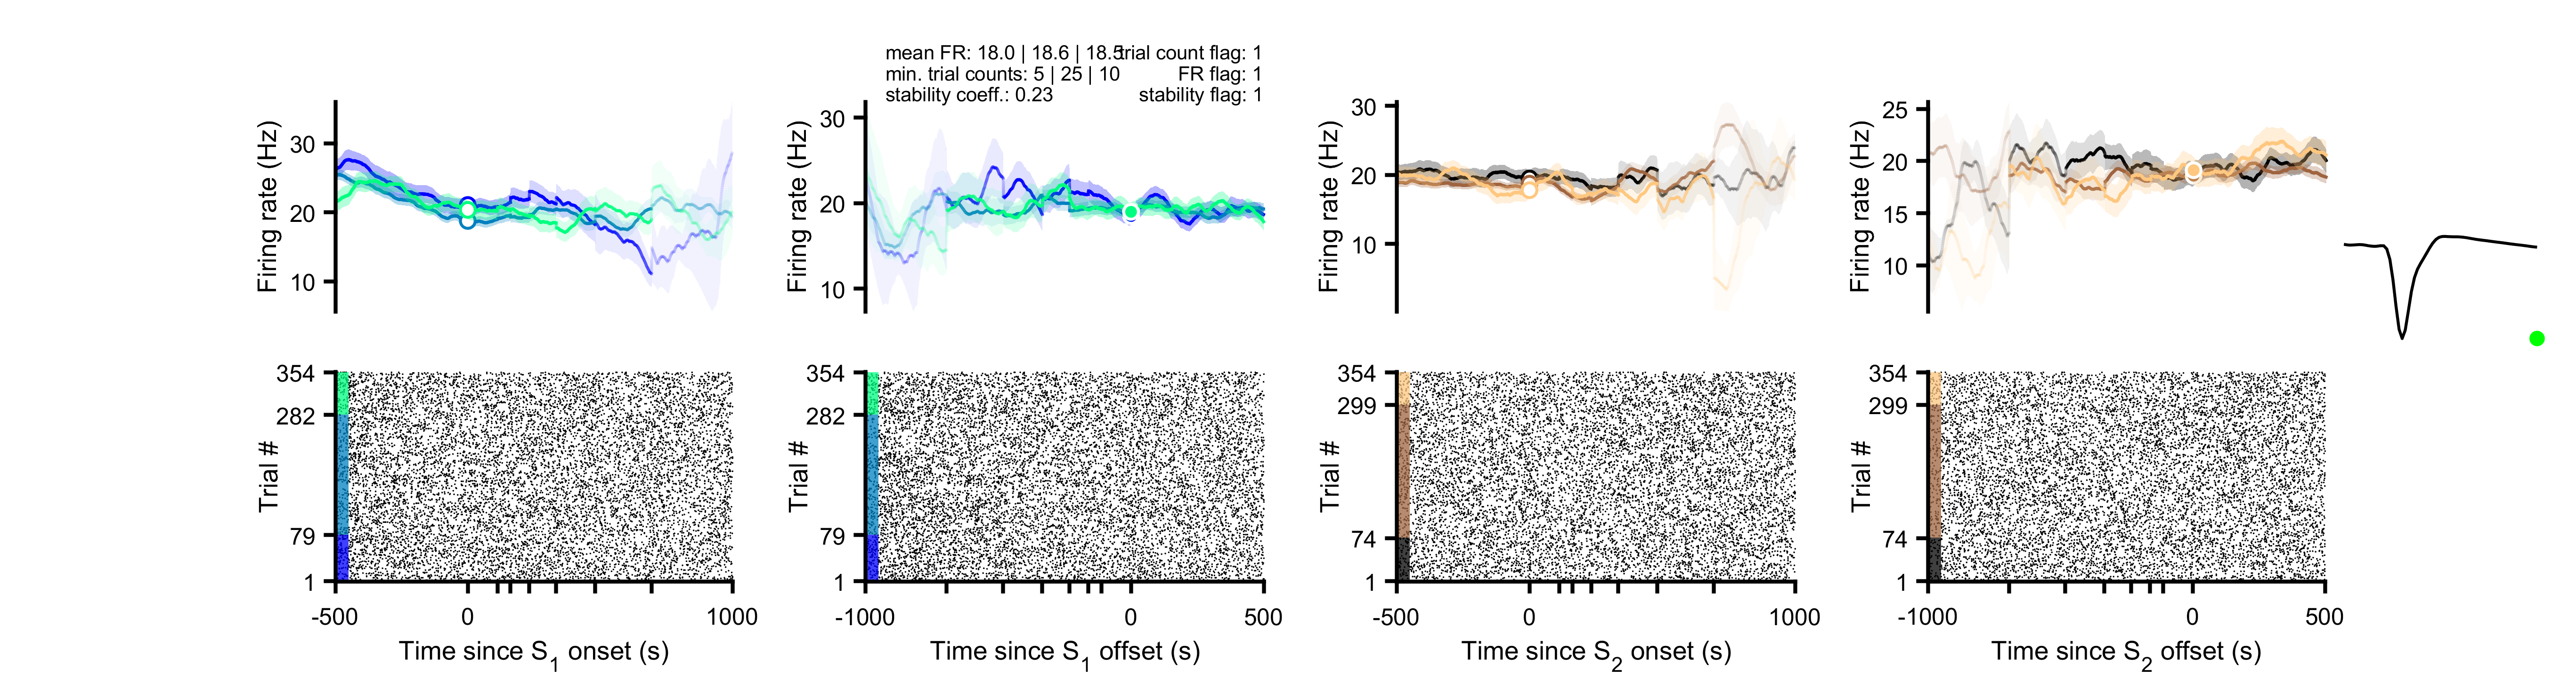 mean FR: 18.0 | 18.6 | 18.5
trial count flag: 1
min. trial counts: 5 | 25 | 10
FR flag: 1
stability coeff.: 0.23
stability flag: 1
Firing rate (Hz)
30
20
10
Firing rate (Hz)
30
20
10
Firing rate (Hz)
30
20
10
Firing rate (Hz)
25
20
15
10
Trial #
354
282
79
1
-500
0
1000
Time since S1 onset (s)
Trial #
354
282
79
1
-1000
0
500
Time since S1 offset (s)
Trial #
354
299
74
1
-500
0
1000
Time since S2 onset (s)
Trial #
354
299
74
1
-1000
0
500
Time since S2 offset (s)